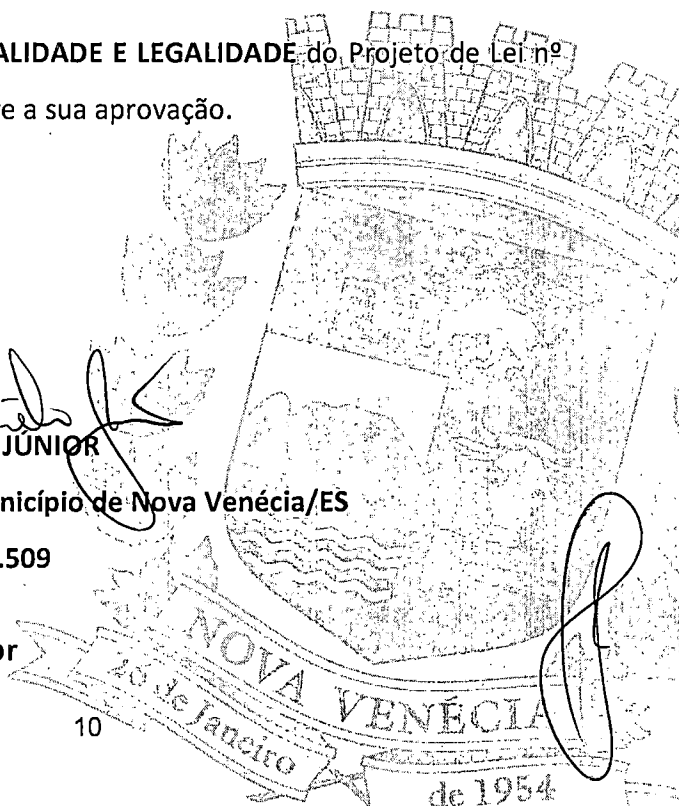 ALIDADE E LEGALIDADE do Projeto de Lei nº
e a sua aprovação.
JÚNIOR
nicípio de Nova Venécia/ES
.509
or
10
NOVA VENÉCIA
26 de Janeiro
de 1954